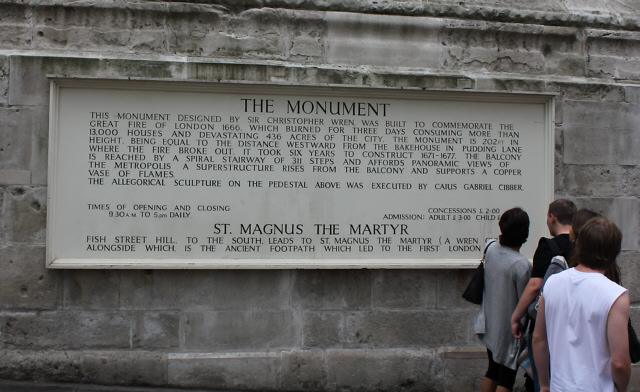 THE MONUMENT
THIS MONUMENT DESIGNED BY SIR CHRISTOPHER WREN, WAS BUILT TO COMMEMORATE THE
GREAT FIRE OF LONDON 1666, WHICH BURNED FOR THREE DAYS CONSUMING MORE THAN
13,000 HOUSES AND DEVASTATING 436 ACRES OF THE CITY. THE MONUMENT IS 202FT IN
HEIGHT, BEING EQUAL TO THE DISTANCE WESTWARD FROM THE BAKEHOUSE IN PUDDING LANE
WHERE THE FIRE BROKE OUT. IT TOOK SIX YEARS TO CONSTRUCT 1671-1677. THE BALCONY
IS REACHED BY A SPIRAL STAIRWAY OF 311 STEPS AND AFFORDS PANORAMIC VIEWS OF
THE METROPOLIS. A SUPERSTRUCTURE RISES FROM THE BALCONY AND SUPPORTS A COPPER
VASE OF FLAMES.
THE ALLEGORICAL SCULPTURE ON THE PEDESTAL ABOVE WAS EXECUTED BY CAIUS GABRIEL CIBBER.
TIMES OF OPENING AND CLOSING CONCESSIONS £ 2·00
9.30 A.M. TO 5 pm DAILY. ADMISSION: ADULT £ 3·00 CHILD
ST. MAGNUS THE MARTYR
FISH STREET HILL, TO THE SOUTH, LEADS TO ST. MAGNUS THE MARTYR (A WREN
ALONGSIDE WHICH IS THE ANCIENT FOOTPATH WHICH LED TO THE FIRST LONDON